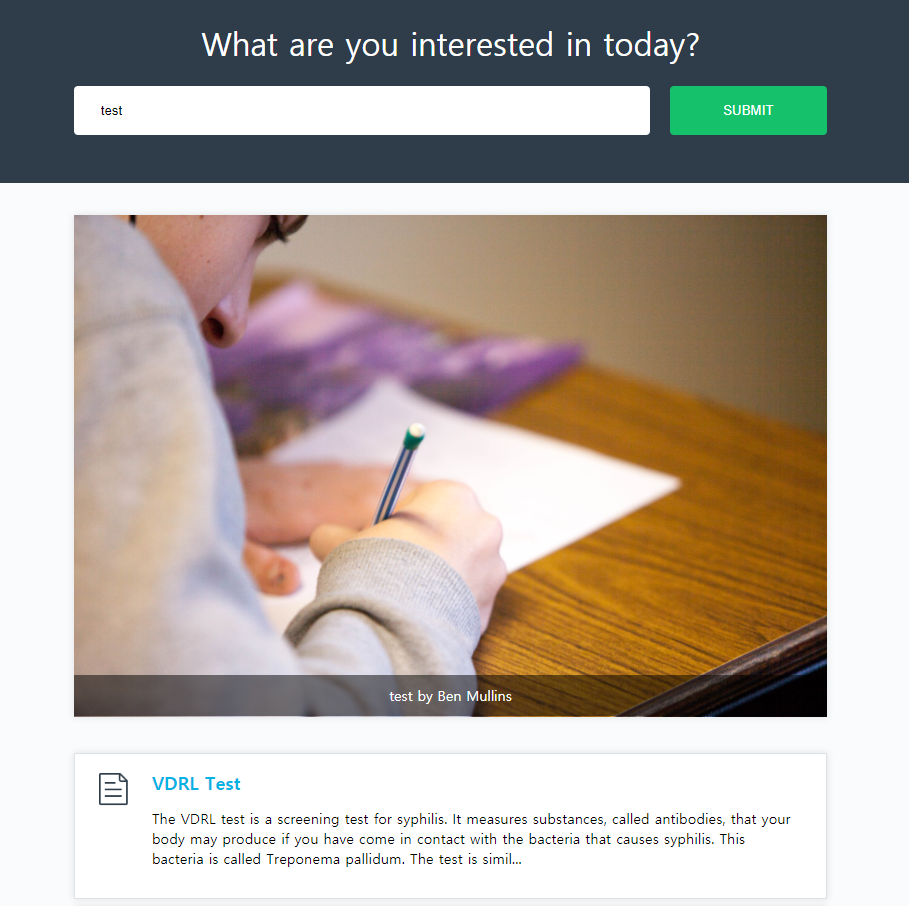 What are you interested in today?
test
SUBMIT
test by Ben Mullins
VDRL Test
The VDRL test is a screening test for syphilis. It measures substances, called antibodies, that your
body may produce if you have come in contact with the bacteria that causes syphilis. This
bacteria is called Treponema pallidum. The test is simil...